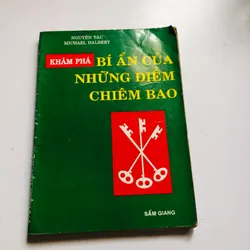 NGUYÊN TÁC
MICHAEL HALBERT
KHÁM PHÁ
BÍ ẨN CỦA
NHỮNG ĐIỀM
CHIÊM BAO
SẦM GIANG